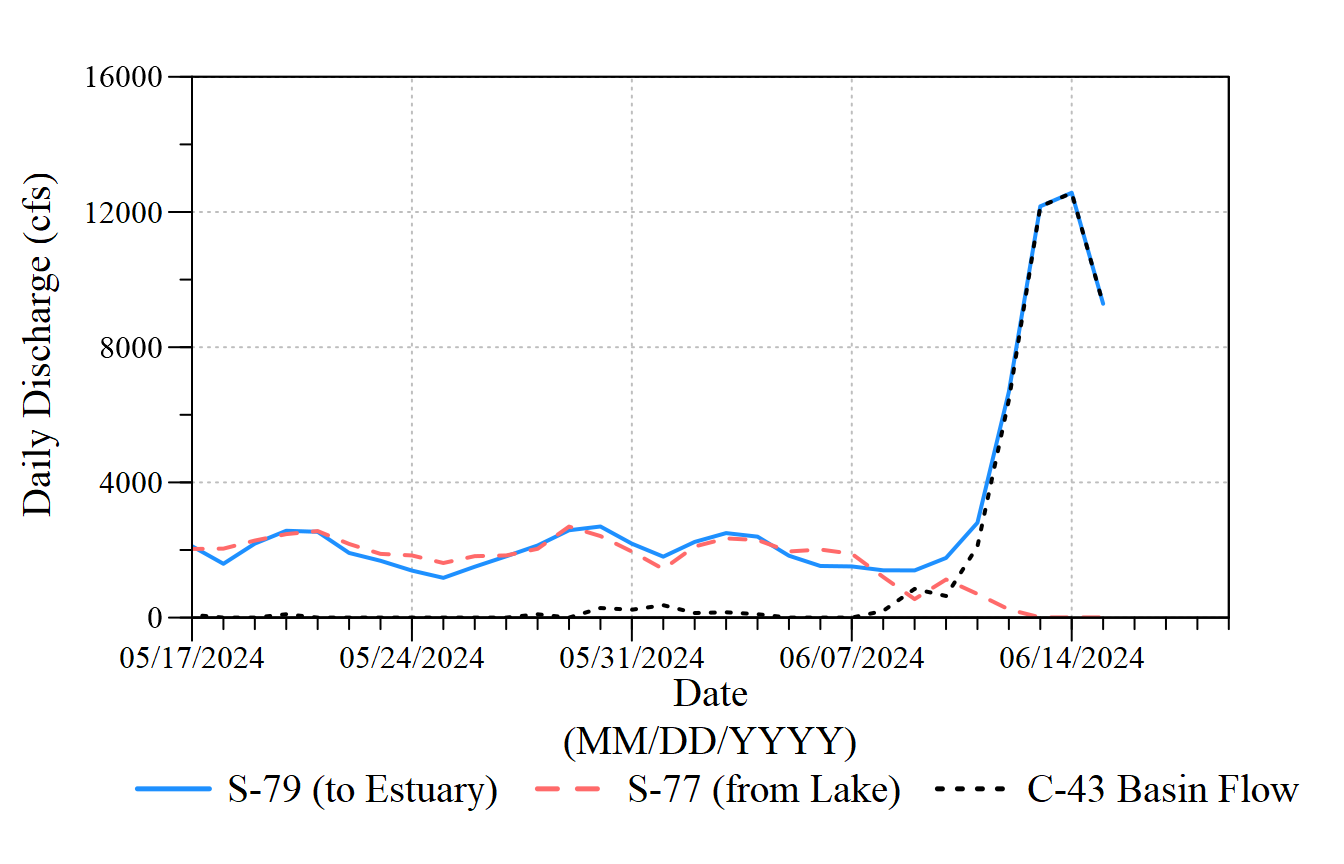 16000
12000
8000
4000
0
Daily Discharge (cfs)
05/17/2024 05/24/2024 05/31/2024 06/07/2024 06/14/2024
Date
(MM/DD/YYYY)
S-79 (to Estuary) S-77 (from Lake) C-43 Basin Flow